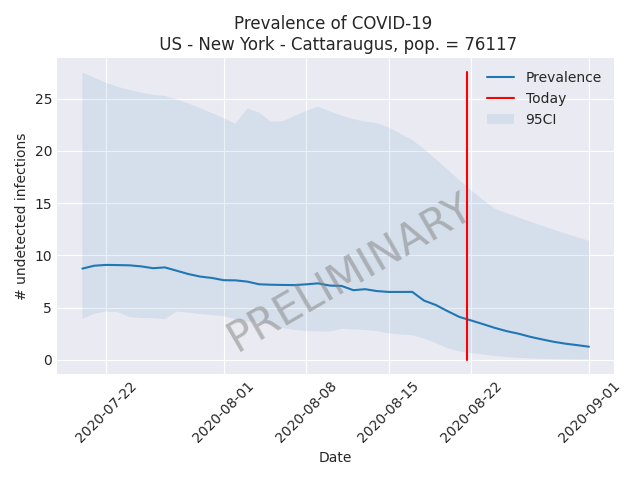 Prevalence of COVID-19
US - New York - Cattaraugus, pop. = 76117
Prevalence
Today
95CI
# undetected infections
25
20
15
10
5
0
PRELIMINARY
2020-07-22
2020-08-01
2020-08-08
2020-08-15
2020-08-22
2020-09-01
Date